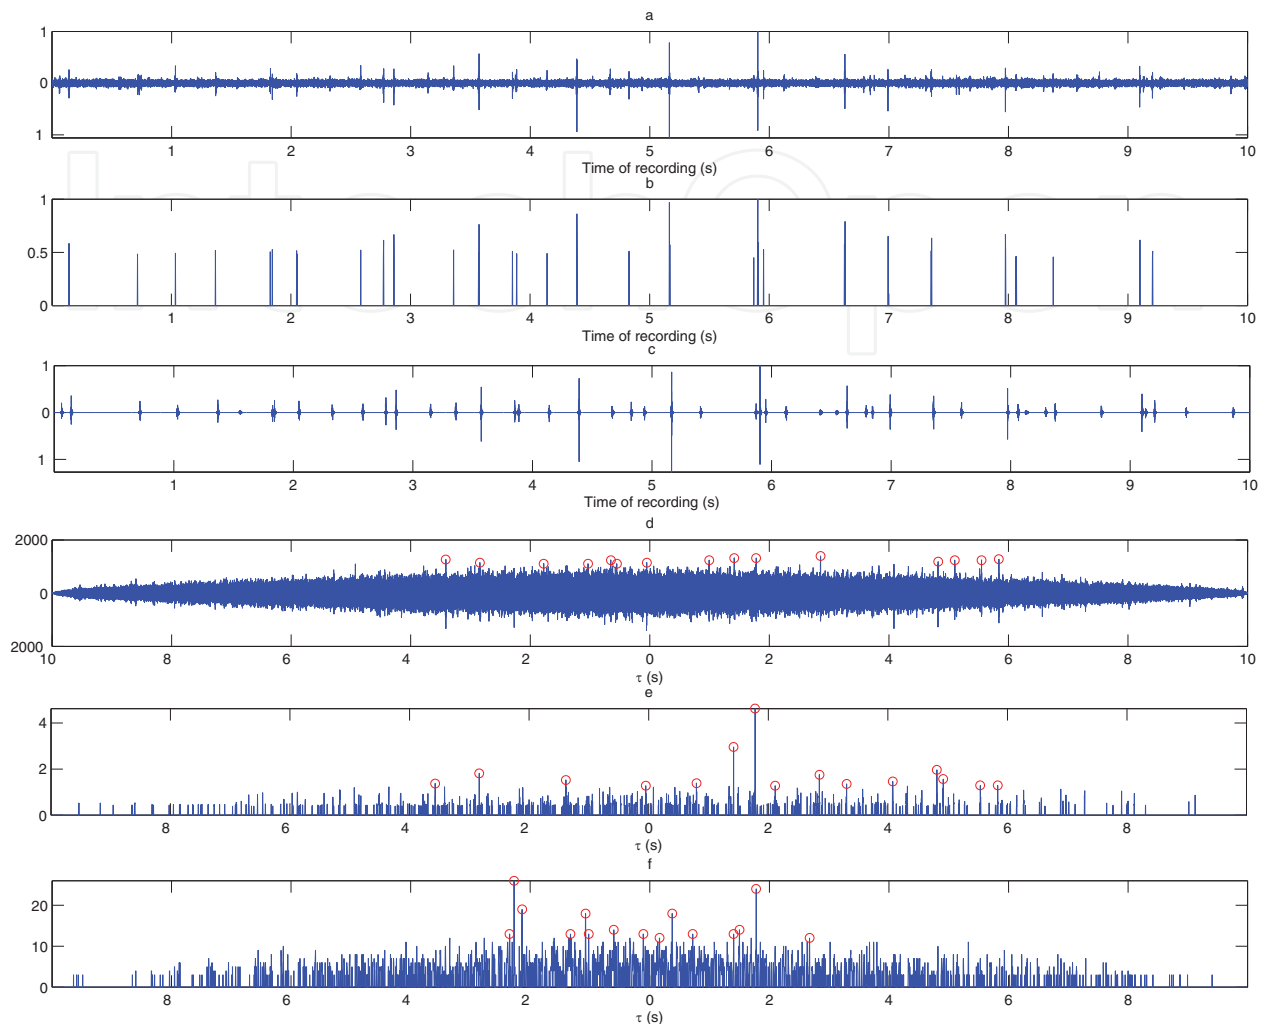 a
1
0
1
1 2 3 4 5 6 7 8 9 10
Time of recording (s)
b
1
0.5
0
1 2 3 4 5 6 7 8 9 10
Time of recording (s)
c
1
0
1
1 2 3 4 5 6 7 8 9 10
Time of recording (s)
d
2000
0
2000
10 8 6 4 2 0 2 4 6 8 10
τ (s)
e
4
2
0
8 6 4 2 0 2 4 6 8
τ (s)
f
20
10
0
8 6 4 2 0 2 4 6 8
τ (s)
IntechOpen